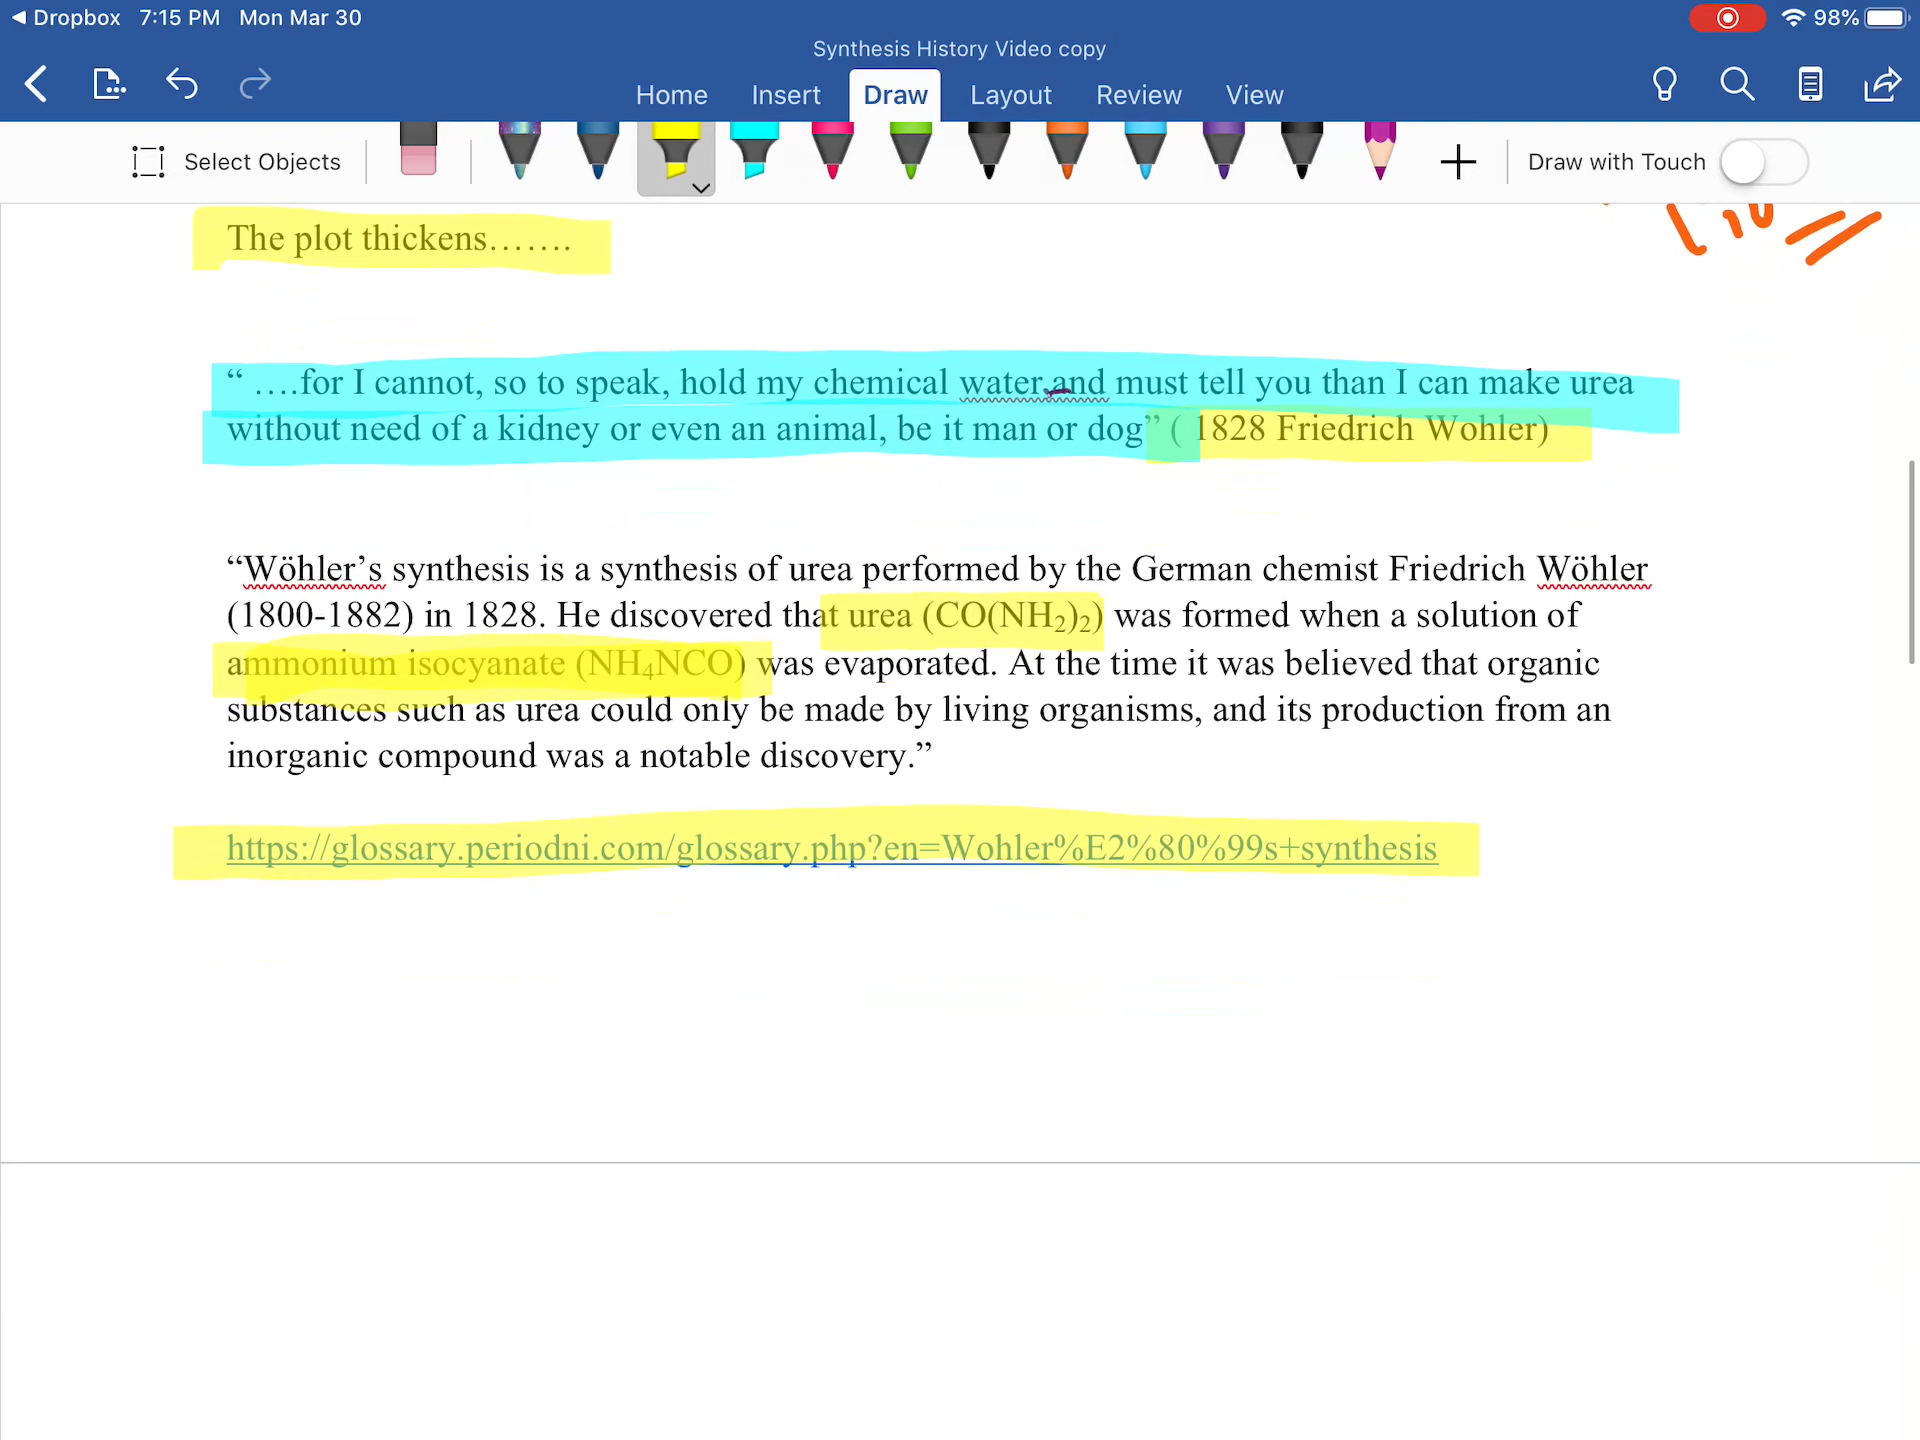 Dropbox 7:15 PM Mon Mar 30 98%
Synthesis History Video copy
Home Insert Draw Layout Review View
Select Objects Draw with Touch
The plot thickens…….
“ ….for I cannot, so to speak, hold my chemical water and must tell you than I can make urea
without need of a kidney or even an animal, be it man or dog” ( 1828 Friedrich Wohler)
“Wöhler’s synthesis is a synthesis of urea performed by the German chemist Friedrich Wöhler
(1800-1882) in 1828. He discovered that urea (CO(NH₂)₂) was formed when a solution of
ammonium isocyanate (NH₄NCO) was evaporated. At the time it was believed that organic
substances such as urea could only be made by living organisms, and its production from an
inorganic compound was a notable discovery.”
https://glossary.periodni.com/glossary.php?en=Wohler%E2%80%99s+synthesis